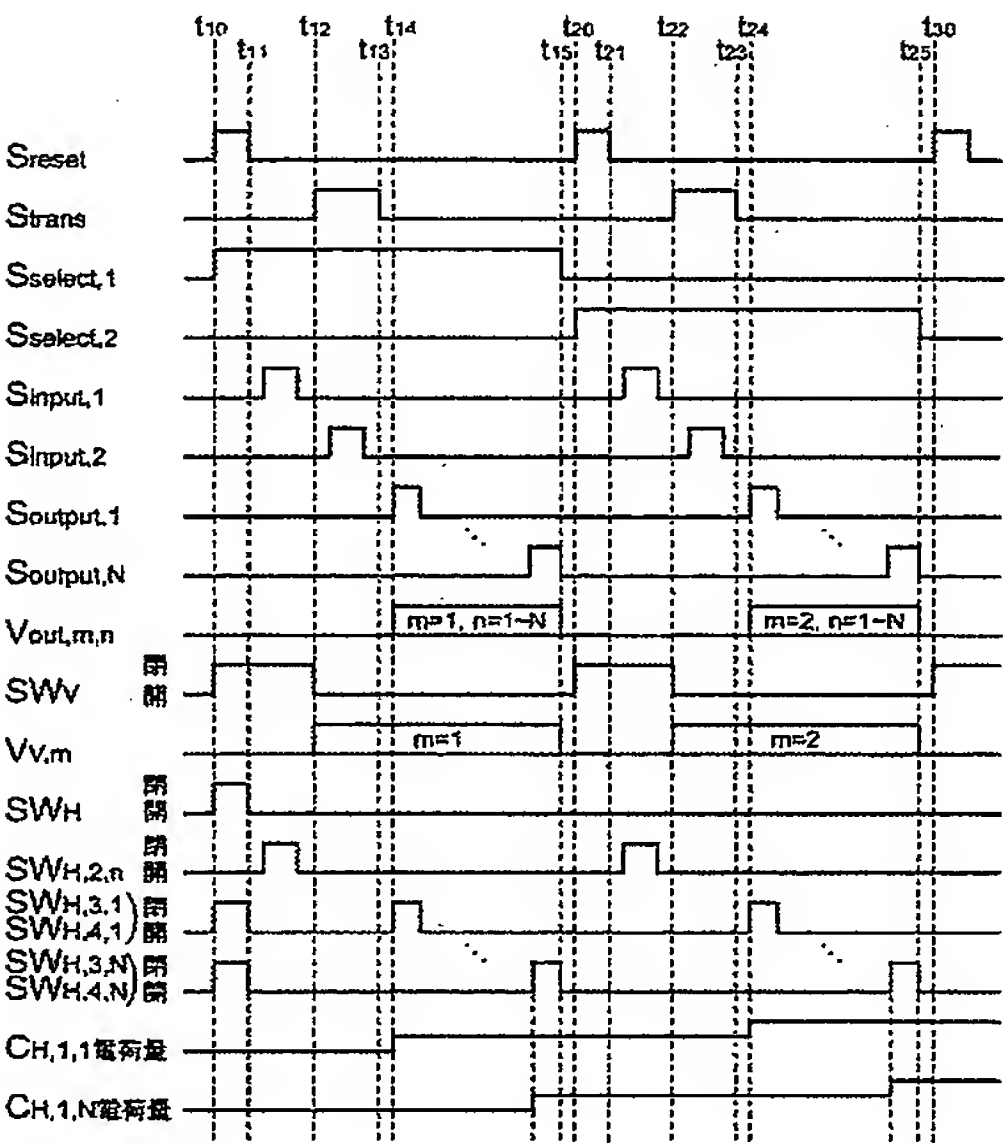 t10 t12 t14 t20 t22 t24 t30
t11 t13 t15 t21 t23 t25
Sreset
Strans
Sselect,1
Sselect,2
Sinput,1
Sinput,2
Soutput,1
Soutput,N
Vout,m,n m=1, n=1~N m=2, n=1~N
SWV 閉 開
VV,m m=1 m=2
SWH 閉 開
SWH,2,n 閉 開
SWH,3,1 閉
SWH,4,1 開
SWH,3,N 閉
SWH,4,N 開
CH,1,1電荷量
CH,1,N電荷量